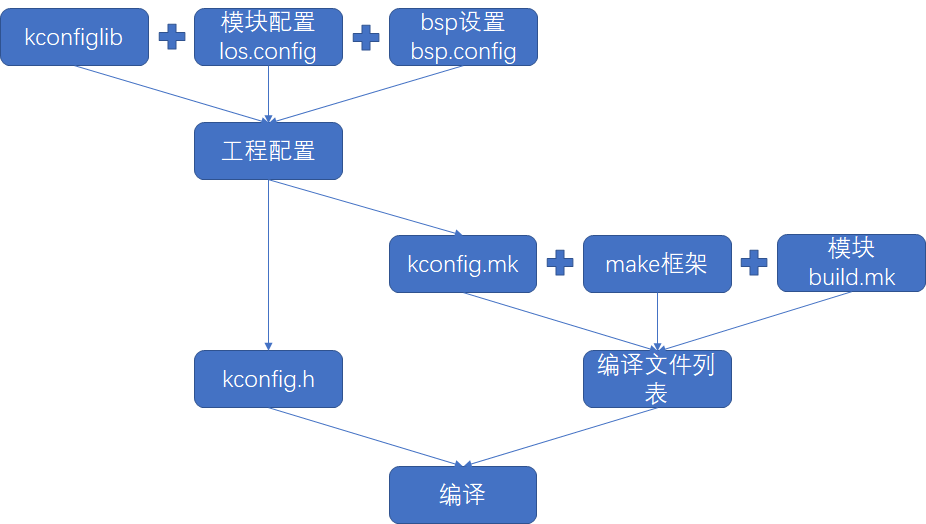 kconfiglib
模块配置
los.config
bsp设置
bsp.config
工程配置
kconfig.mk
make框架
模块
build.mk
kconfig.h
编译文件列
表
编译